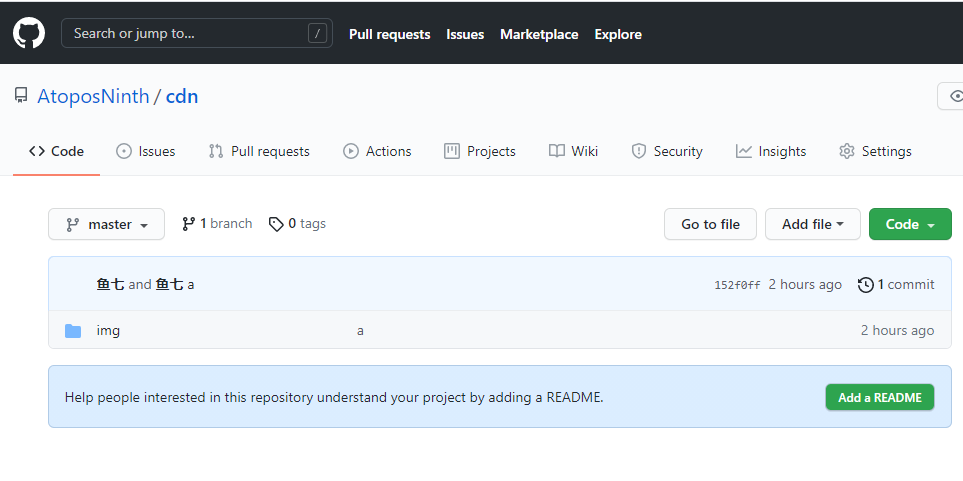 Search or jump to... / Pull requests Issues Marketplace Explore
AtoposNinth / cdn
Code Issues Pull requests Actions Projects Wiki Security Insights Settings
master 1 branch 0 tags Go to file Add file Code
鱼七 and 鱼七 a 152f0ff 2 hours ago 1 commit
img a 2 hours ago
Help people interested in this repository understand your project by adding a README. Add a README